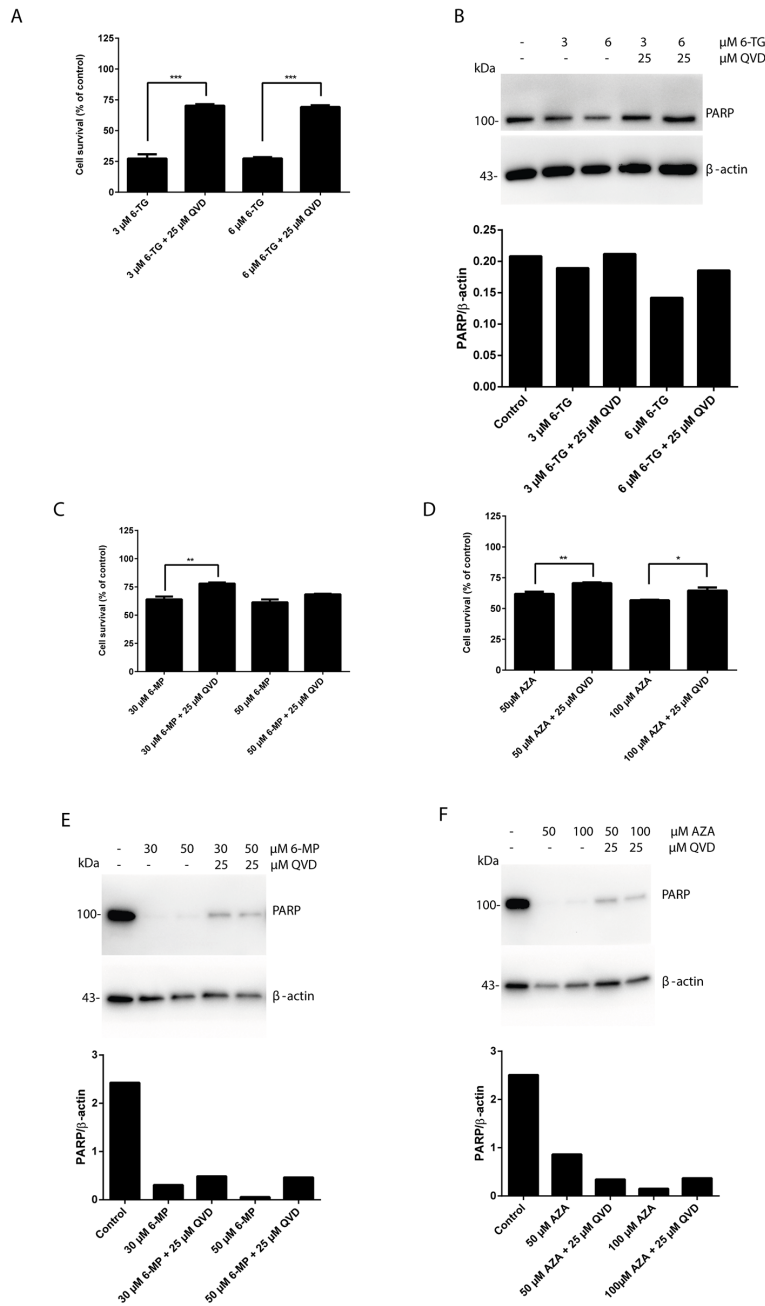 A
Cell survival (% of control)
125
100
75
50
25
0
***
***
3 μM 6-TG
3 μM 6-TG + 25 μM QVD
6 μM 6-TG
6 μM 6-TG + 25 μM QVD
B
- 3 6 3 6 μM 6-TG
- - - 25 25 μM QVD
kDa
100- PARP
43- β-actin
PARP/β-actin
0.25
0.20
0.15
0.10
0.05
0.00
Control
3 μM 6-TG
3 μM 6-TG + 25 μM QVD
6 μM 6-TG
6 μM 6-TG + 25 μM QVD
C
Cell survival (% of control)
125
100
75
50
25
0
**
30 μM 6-MP
30 μM 6-MP + 25 μM QVD
50 μM 6-MP
50 μM 6-MP + 25 μM QVD
D
Cell survival (% of control)
125
100
75
50
25
0
**
*
50μM AZA
50 μM AZA + 25 μM QVD
100 μM AZA
100 μM AZA + 25 μM QVD
E
- 30 50 30 50 μM 6-MP
- - - 25 25 μM QVD
kDa
100- PARP
43- β-actin
PARP/β-actin
3
2
1
0
Control
30 μM 6-MP
30 μM 6-MP + 25 μM QVD
50 μM 6-MP
50 μM 6-MP + 25 μM QVD
F
- 50 100 50 100 μM AZA
- - - 25 25 μM QVD
kDa
100- PARP
43- β-actin
PARP/β-actin
3
2
1
0
Control
50 μM AZA
50 μM AZA + 25 μM QVD
100 μM AZA
100μM AZA + 25 μM QVD